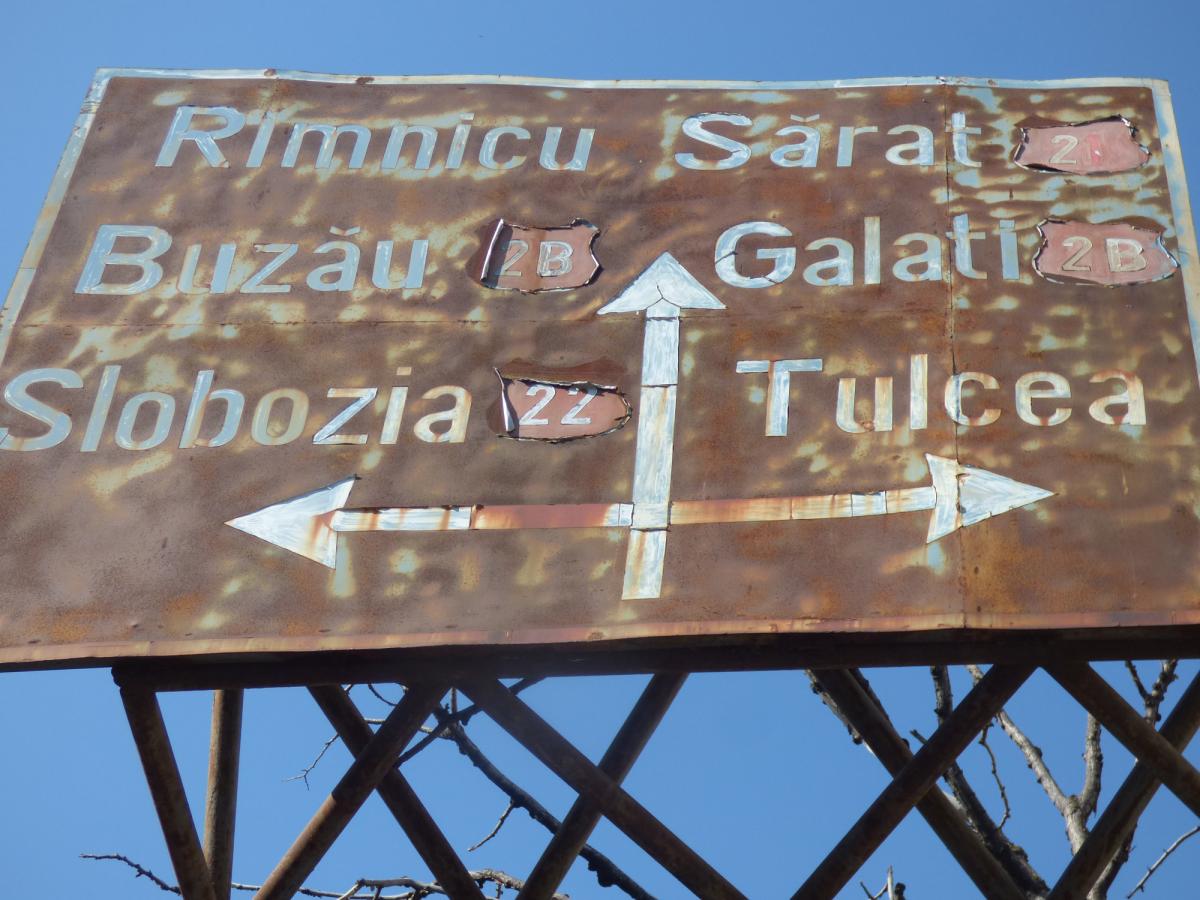 Rîmnicu Sărat 2
Buzău 2B Galati 2B
Slobozia 22 Tulcea